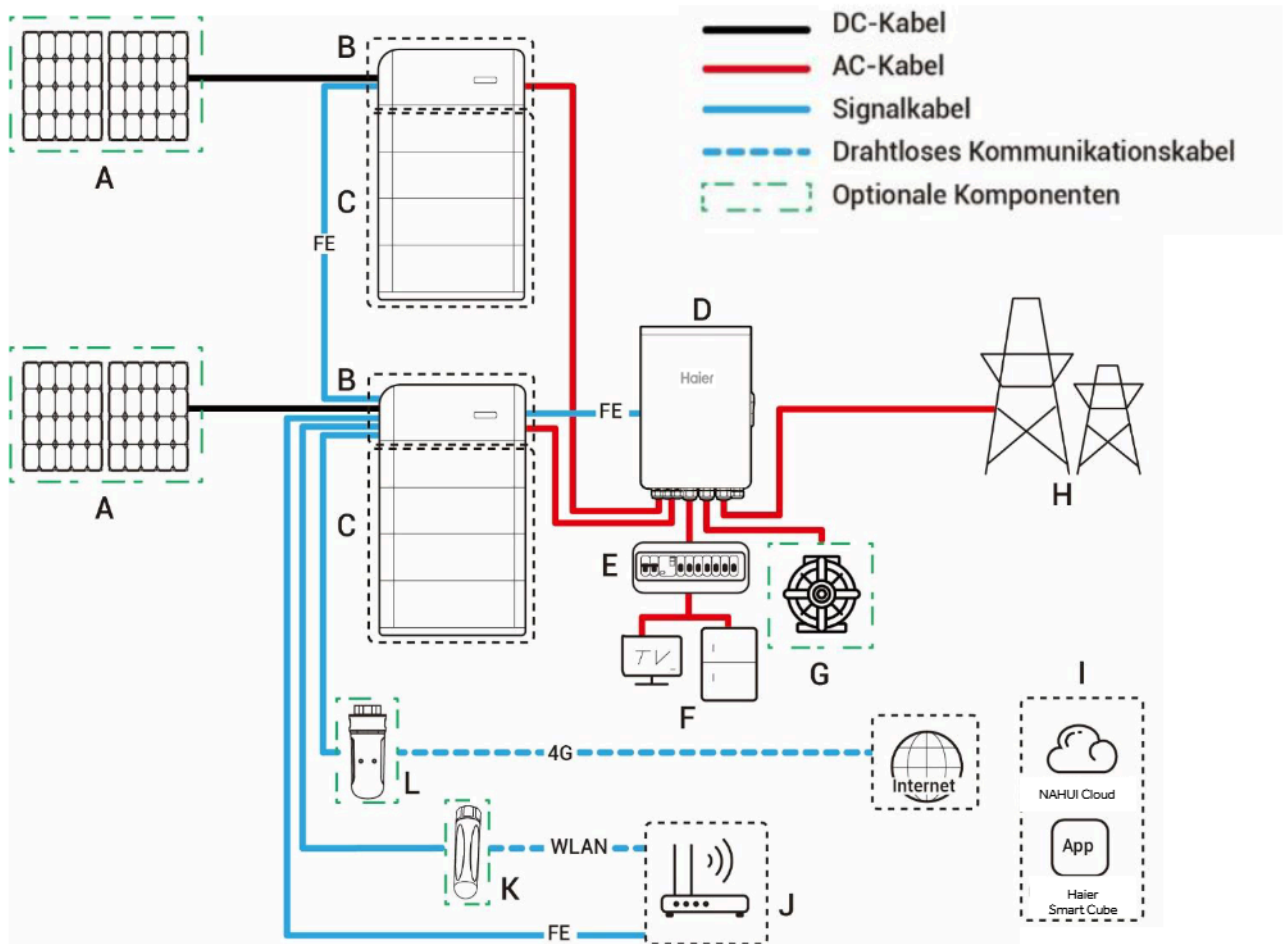 DC-Kabel
AC-Kabel
Signalkabel
Drahtloses Kommunikationskabel
Optionale Komponenten
A
B
C
FE
A
B
C
FE
D
Haier
H
E
TV
F
G
I
NAHUI Cloud
App
Haier
Smart Cube
L
4G
Internet
K
WLAN
J
FE